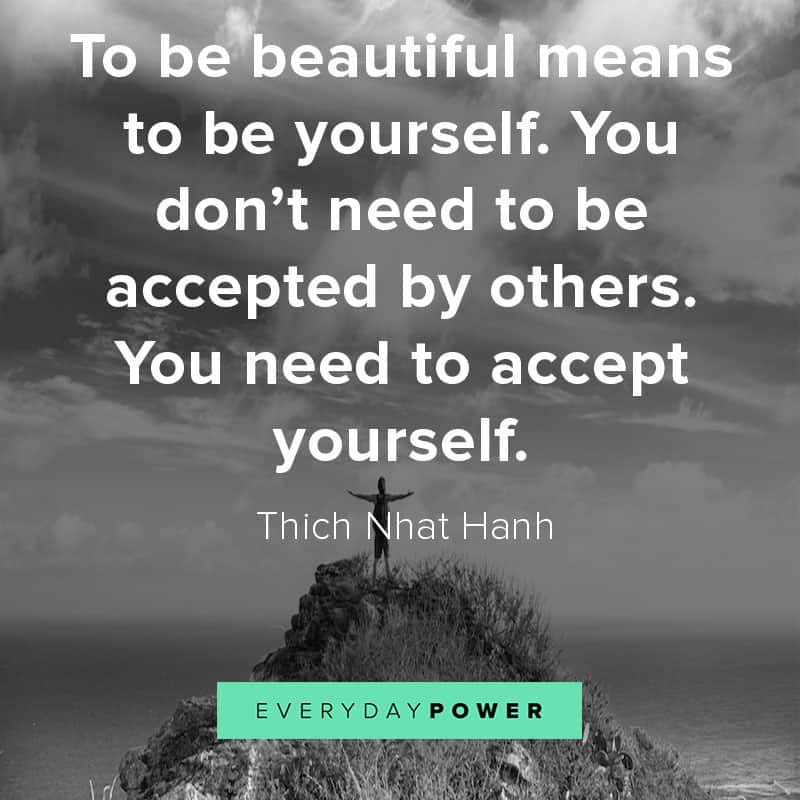 To be beautiful means
to be yourself. You
don’t need to be
accepted by others.
You need to accept
yourself.
Thich Nhat Hanh
EVERYDAYPOWER